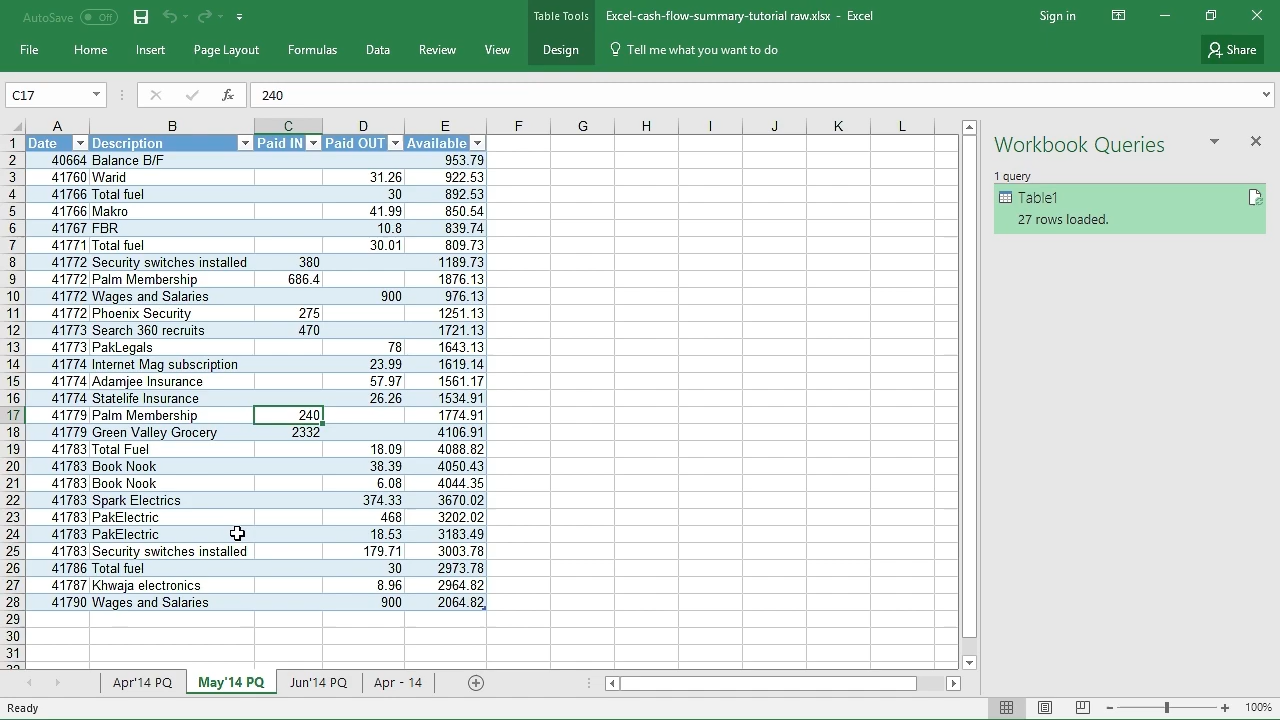 AutoSave Off Table Tools Excel-cash-flow-summary-tutorial raw.xlsx - Excel Sign in
File Home Insert Page Layout Formulas Data Review View Design Tell me what you want to do Share
C17 fx 240
A B C D E F G H I J K L
1 Date Description Paid IN Paid OUT Available
2 40664 Balance B/F 953.79
3 41760 Warid 31.26 922.53
4 41766 Total fuel 30 892.53
5 41766 Makro 41.99 850.54
6 41767 FBR 10.8 839.74
7 41771 Total fuel 30.01 809.73
8 41772 Security switches installed 380 1189.73
9 41772 Palm Membership 686.4 1876.13
10 41772 Wages and Salaries 900 976.13
11 41772 Phoenix Security 275 1251.13
12 41773 Search 360 recruits 470 1721.13
13 41773 PakLegals 78 1643.13
14 41774 Internet Mag subscription 23.99 1619.14
15 41774 Adamjee Insurance 57.97 1561.17
16 41774 Statelife Insurance 26.26 1534.91
17 41779 Palm Membership 240 1774.91
18 41779 Green Valley Grocery 2332 4106.91
19 41783 Total Fuel 18.09 4088.82
20 41783 Book Nook 38.39 4050.43
21 41783 Book Nook 6.08 4044.35
22 41783 Spark Electrics 374.33 3670.02
23 41783 PakElectric 468 3202.02
24 41783 PakElectric 18.53 3183.49
25 41783 Security switches installed 179.71 3003.78
26 41786 Total fuel 30 2973.78
27 41787 Khwaja electronics 8.96 2964.82
28 41790 Wages and Salaries 900 2064.82
29
30
31
Workbook Queries
1 query
Table1
27 rows loaded.
Apr'14 PQ May'14 PQ Jun'14 PQ Apr - 14
Ready 100%